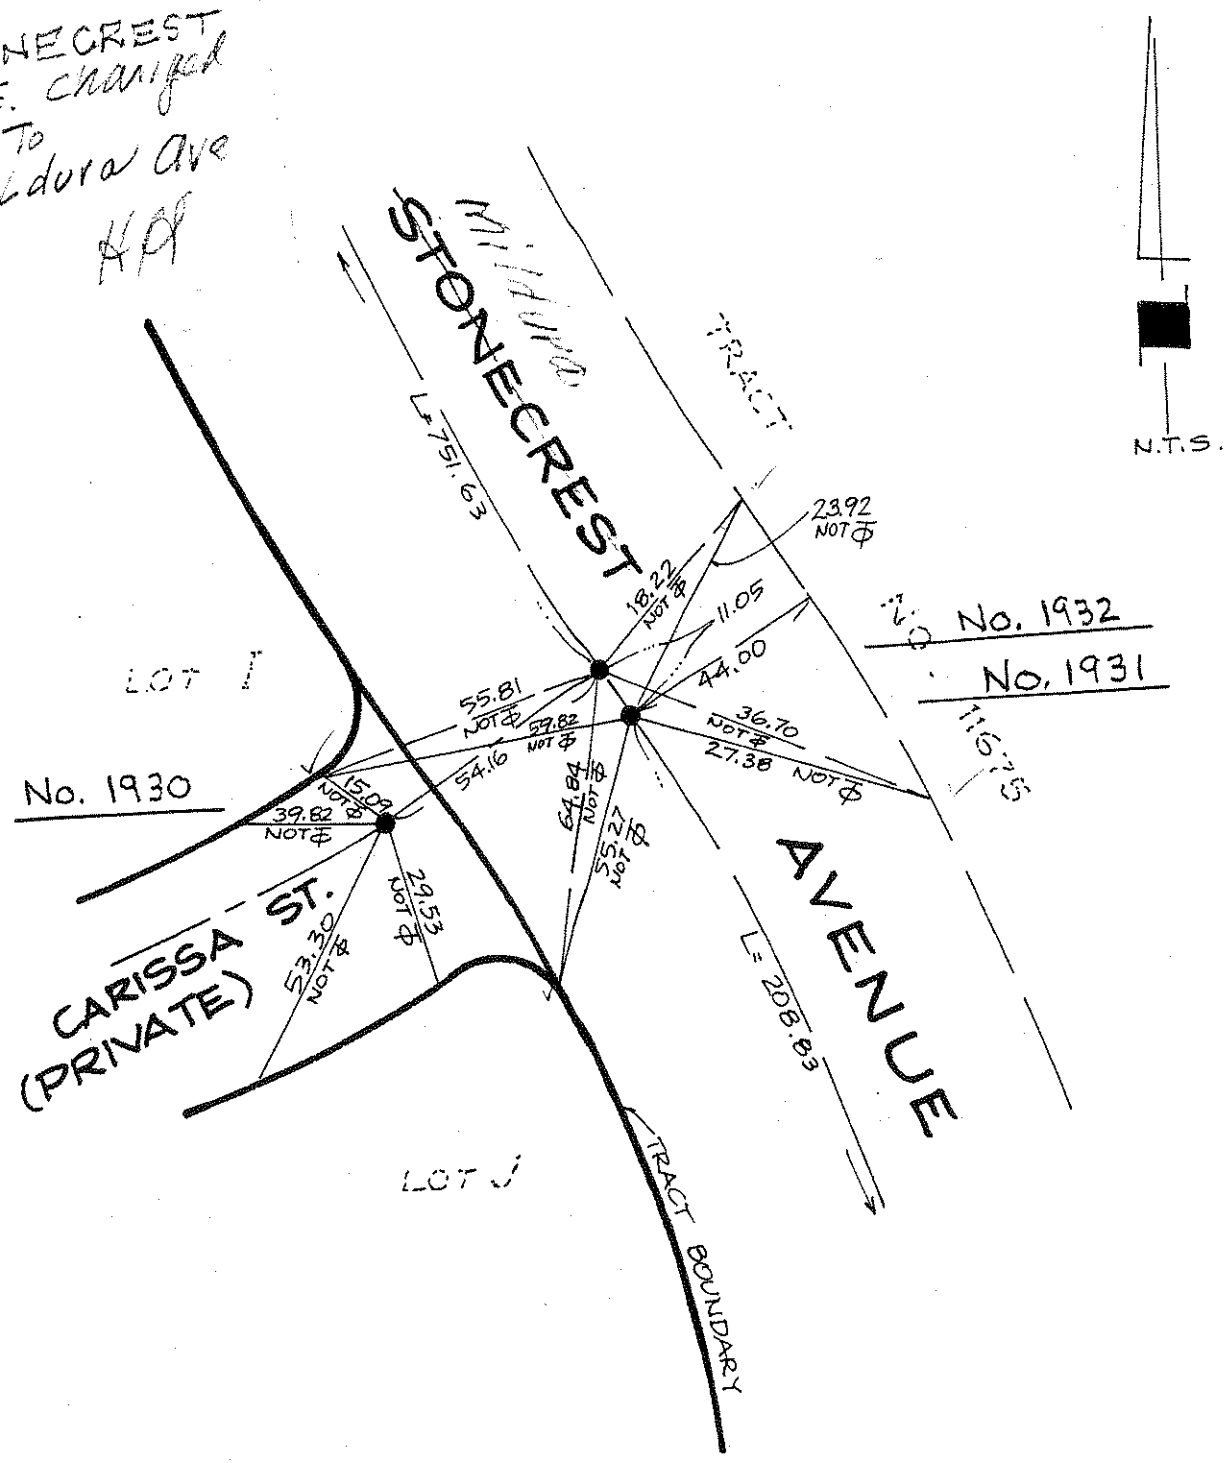 NECREST
E. changed
To
Ldura Ave
STONECREST
Mildura
TRACT
N.T.S.
L=751.63
23.92
NOT ⌽
18.22
NOT ⌽
11.05
44.00
No. 1932
No. 1931
NO.
11675
LOT I
55.81
NOT ⌽
59.82
NOT ⌽
54.16
36.70
NOT ⌽
27.38 NOT ⌽
No. 1930
15.09
NOT ⌽
39.82
NOT ⌽
64.84
NOT ⌽
55.27
NOT ⌽
29.53
NOT ⌽
53.30
NOT ⌽
CARISSA ST.
(PRIVATE)
AVENUE
L= 208.83
LOT J
TRACT BOUNDARY